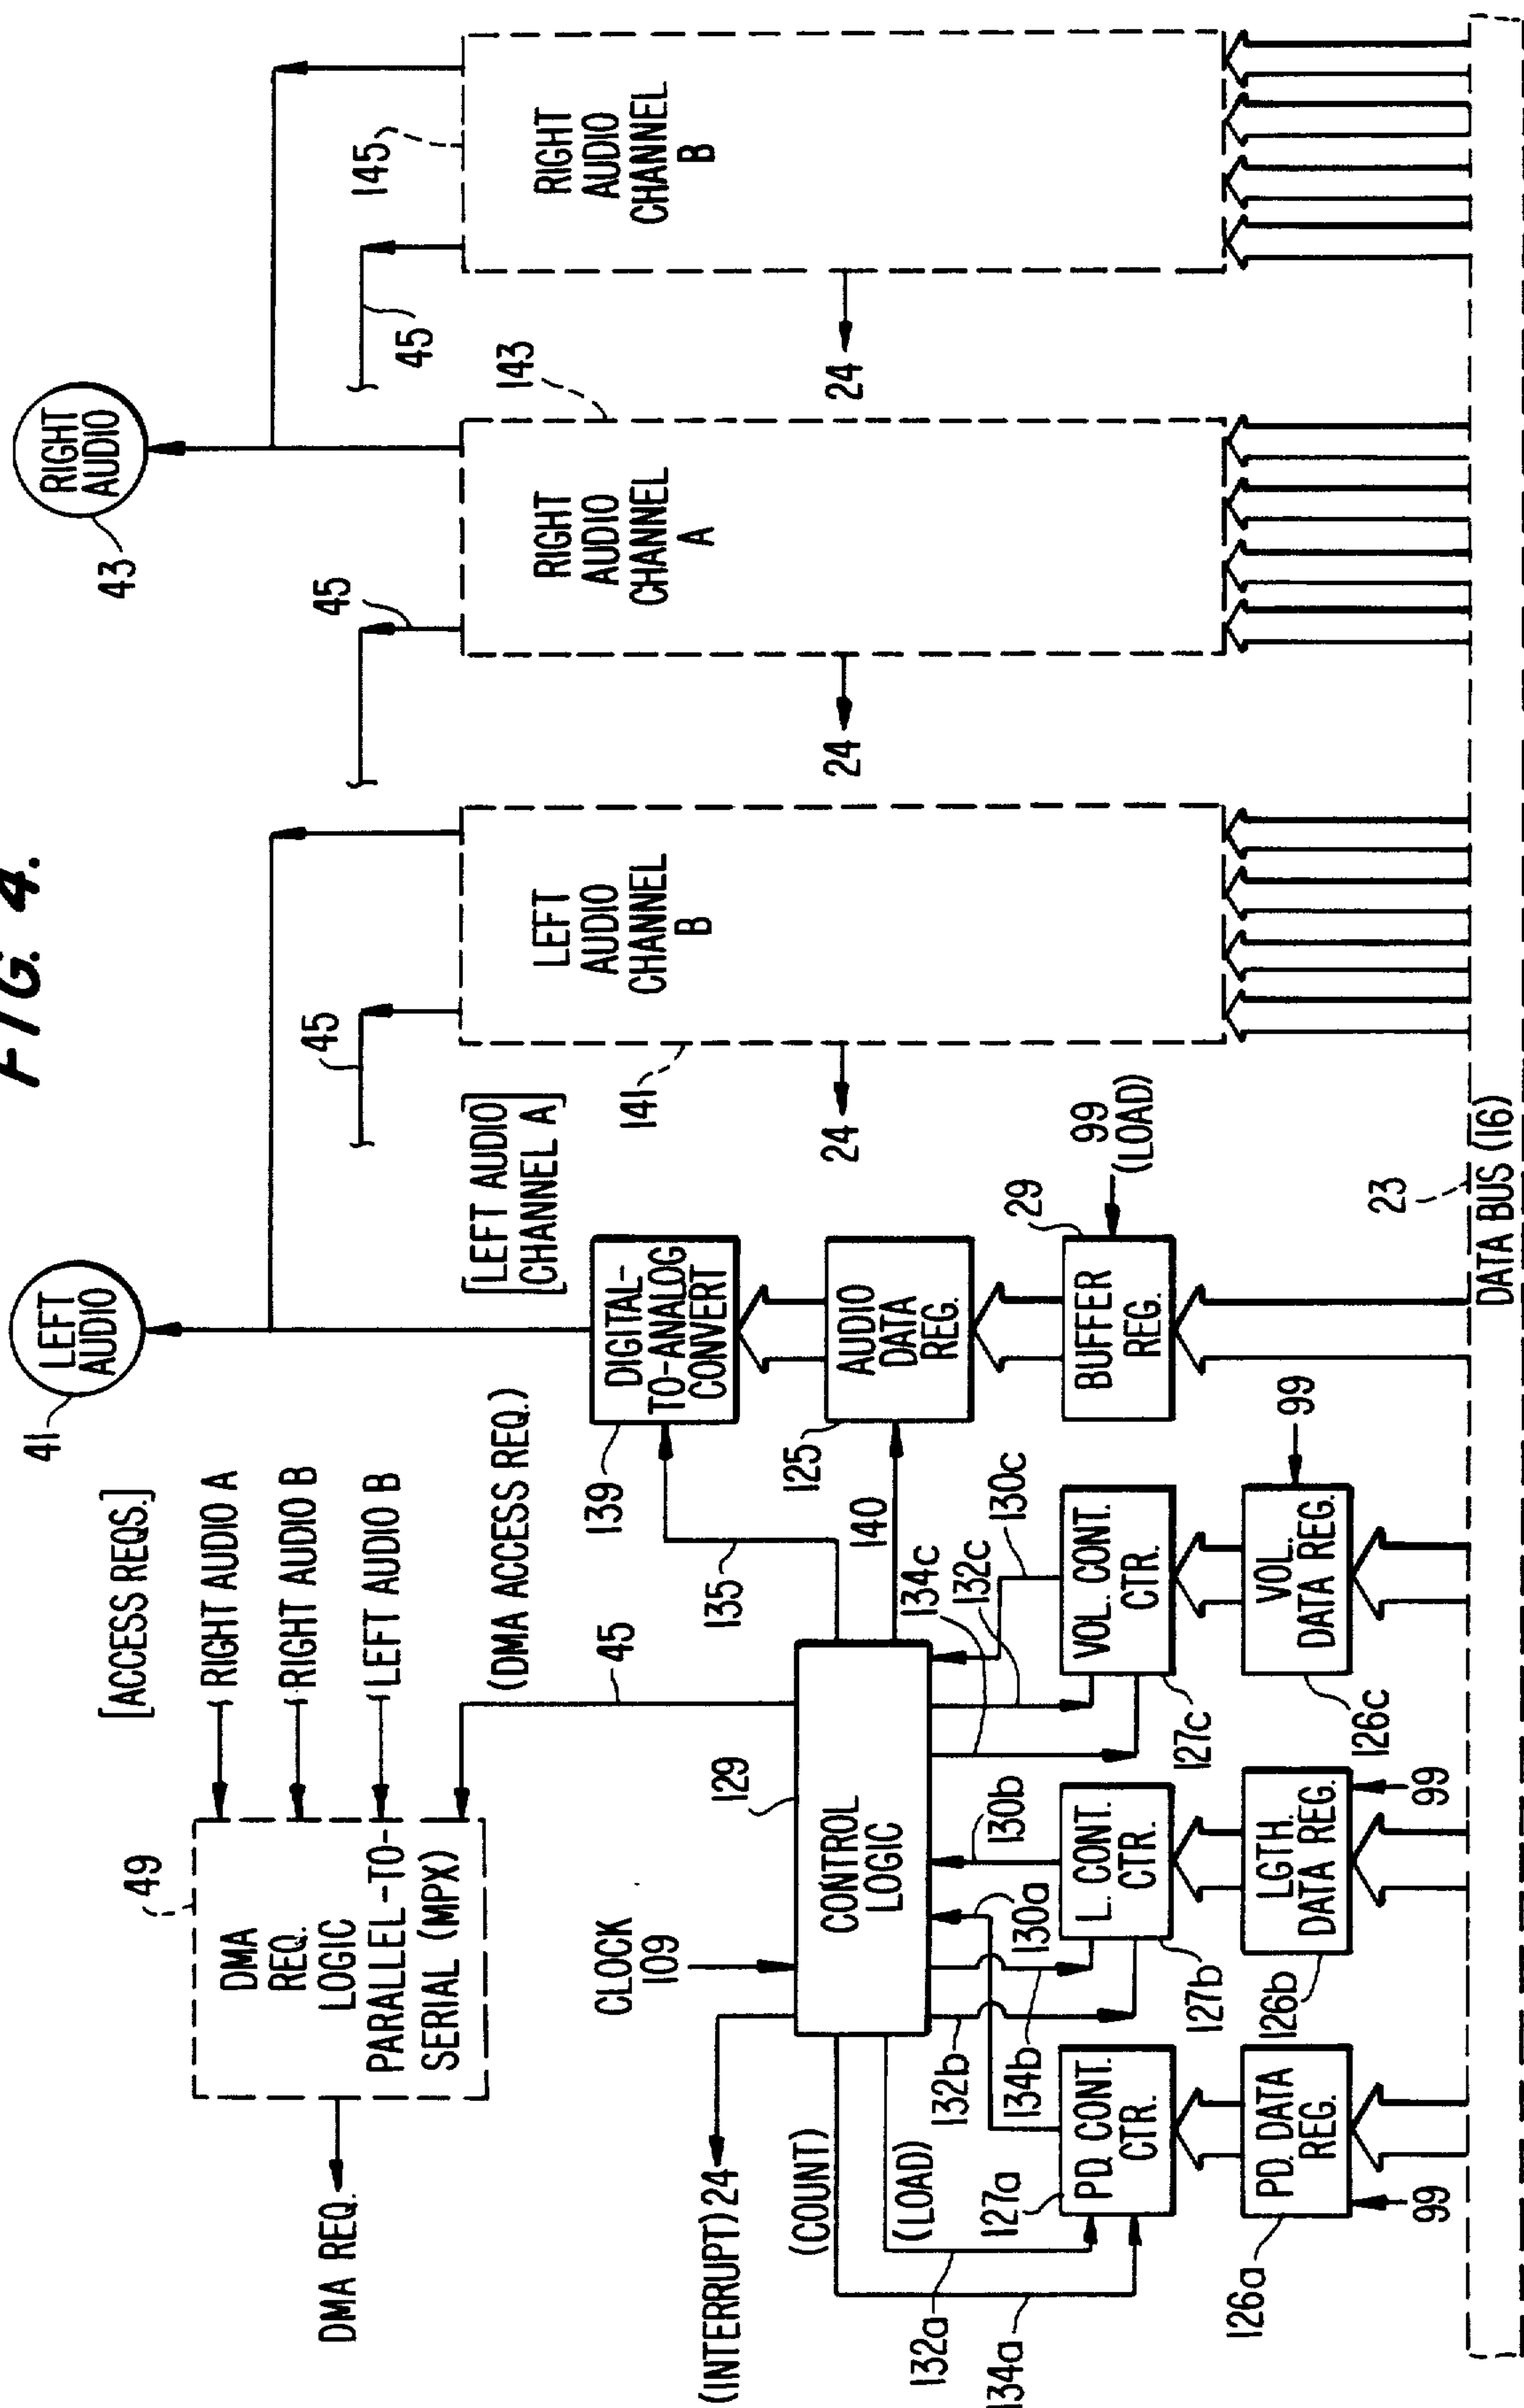 FIG. 4.
41
LEFT
AUDIO
43
RIGHT
AUDIO
[ACCESS REQS.]
RIGHT AUDIO A
RIGHT AUDIO B
LEFT AUDIO B
(DMA ACCESS REQ.)
45
49
DMA
REQ.
LOGIC
PARALLEL-TO-
SERIAL (MPX)
DMA REQ.
45
45
45
145
[LEFT AUDIO
CHANNEL A]
141
LEFT
AUDIO
CHANNEL
B
143
RIGHT
AUDIO
CHANNEL
A
RIGHT
AUDIO
CHANNEL
B
24
24
24
(INTERRUPT) 24
CLOCK
109
129
CONTROL
LOGIC
(COUNT)
(LOAD)
132a
134a
132b
134b
130a
130b
134c
132c
130c
135
140
139
DIGITAL-
TO-ANALOG
CONVERT
125
AUDIO
DATA
REG.
29
BUFFER
REG.
99
(LOAD)
127a
PD. CONT.
CTR.
127b
L. CONT.
CTR.
127c
VOL. CONT.
CTR.
126a
PD. DATA
REG.
99
126b
LGTH.
DATA REG.
99
126c
VOL.
DATA REG.
99
23
DATA BUS (16)